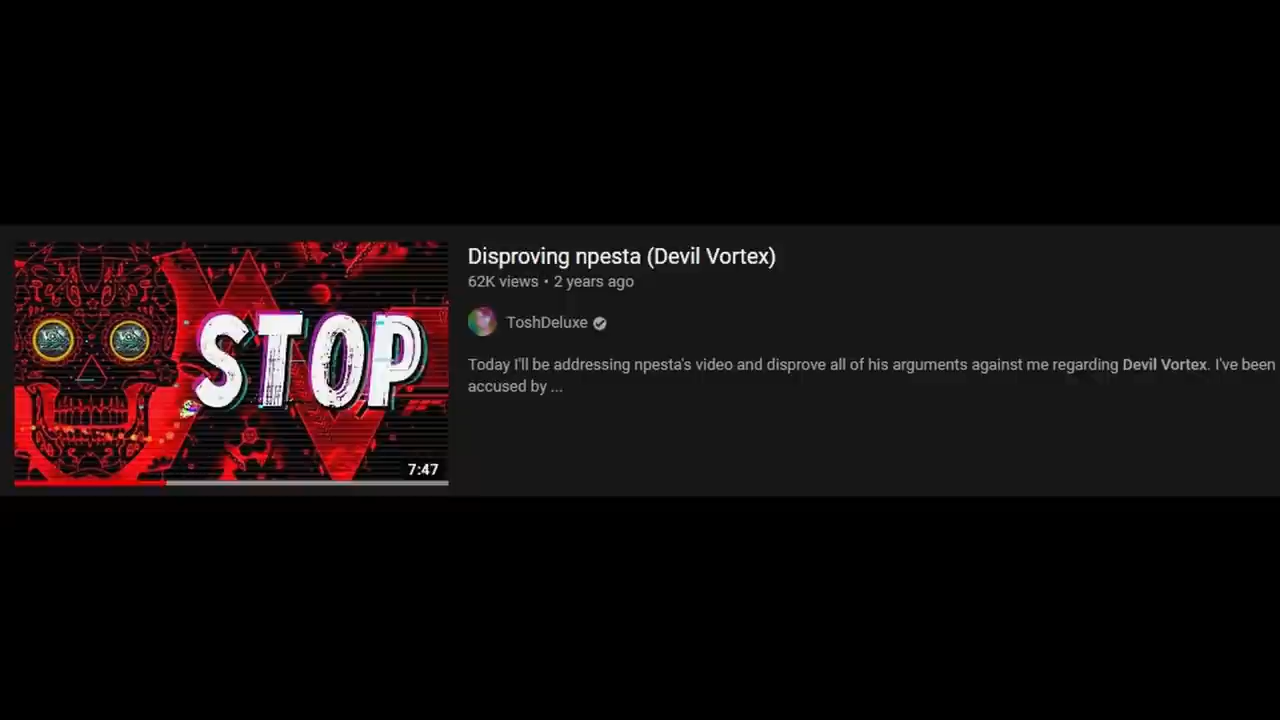 Disproving npesta (Devil Vortex)
62K views • 2 years ago
ToshDeluxe
Today I'll be addressing npesta's video and disprove all of his arguments against me regarding Devil Vortex. I've been
accused by ...
STOP
7:47